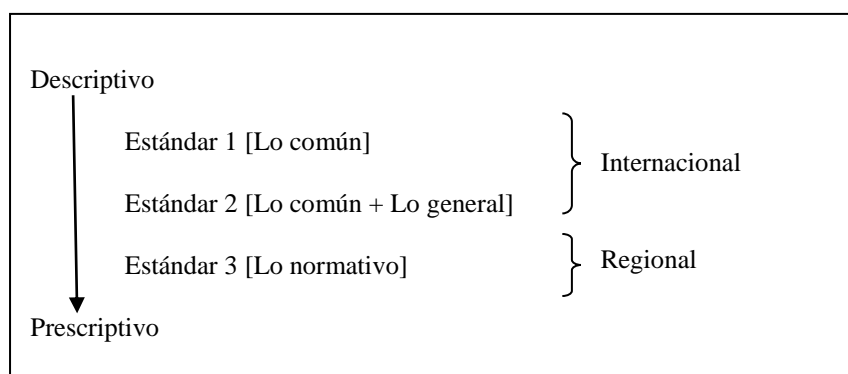 Descriptivo
Estándar 1 [Lo común]
Internacional
Estándar 2 [Lo común + Lo general]
Estándar 3 [Lo normativo]
Regional
Prescriptivo